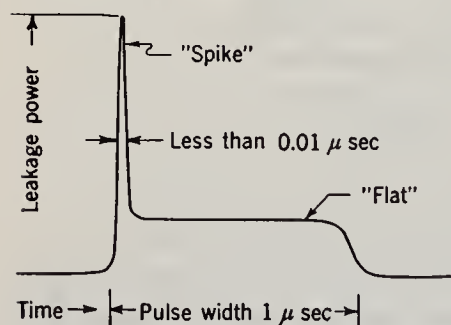 Leakage power
"Spike"
Less than 0.01 μ sec
"Flat"
Time
Pulse width 1 μ sec